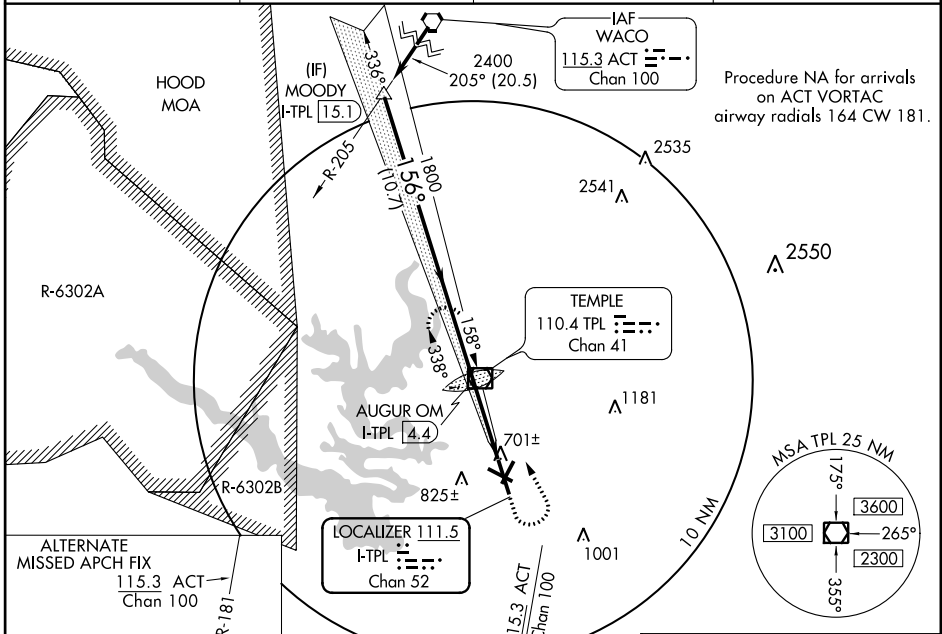 HOOD
MOA
(IF)
MOODY
I-TPL 15.1
336°
2400
205° (20.5)
IAF
WACO
115.3 ACT
Chan 100
Procedure NA for arrivals
on ACT VORTAC
airway radials 164 CW 181.
R-205
156°
(10.7)
1800
2535
2541
2550
R-6302A
TEMPLE
110.4 TPL
Chan 41
158°
338°
AUGUR OM
I-TPL 4.4
1181
701±
825±
R-6302B
LOCALIZER 111.5
I-TPL
Chan 52
1001
10 NM
MSA TPL 25 NM
175°
3600
3100
265°
2300
355°
ALTERNATE
MISSED APCH FIX
115.3 ACT
Chan 100
R-181
15.3 ACT
Chan 100